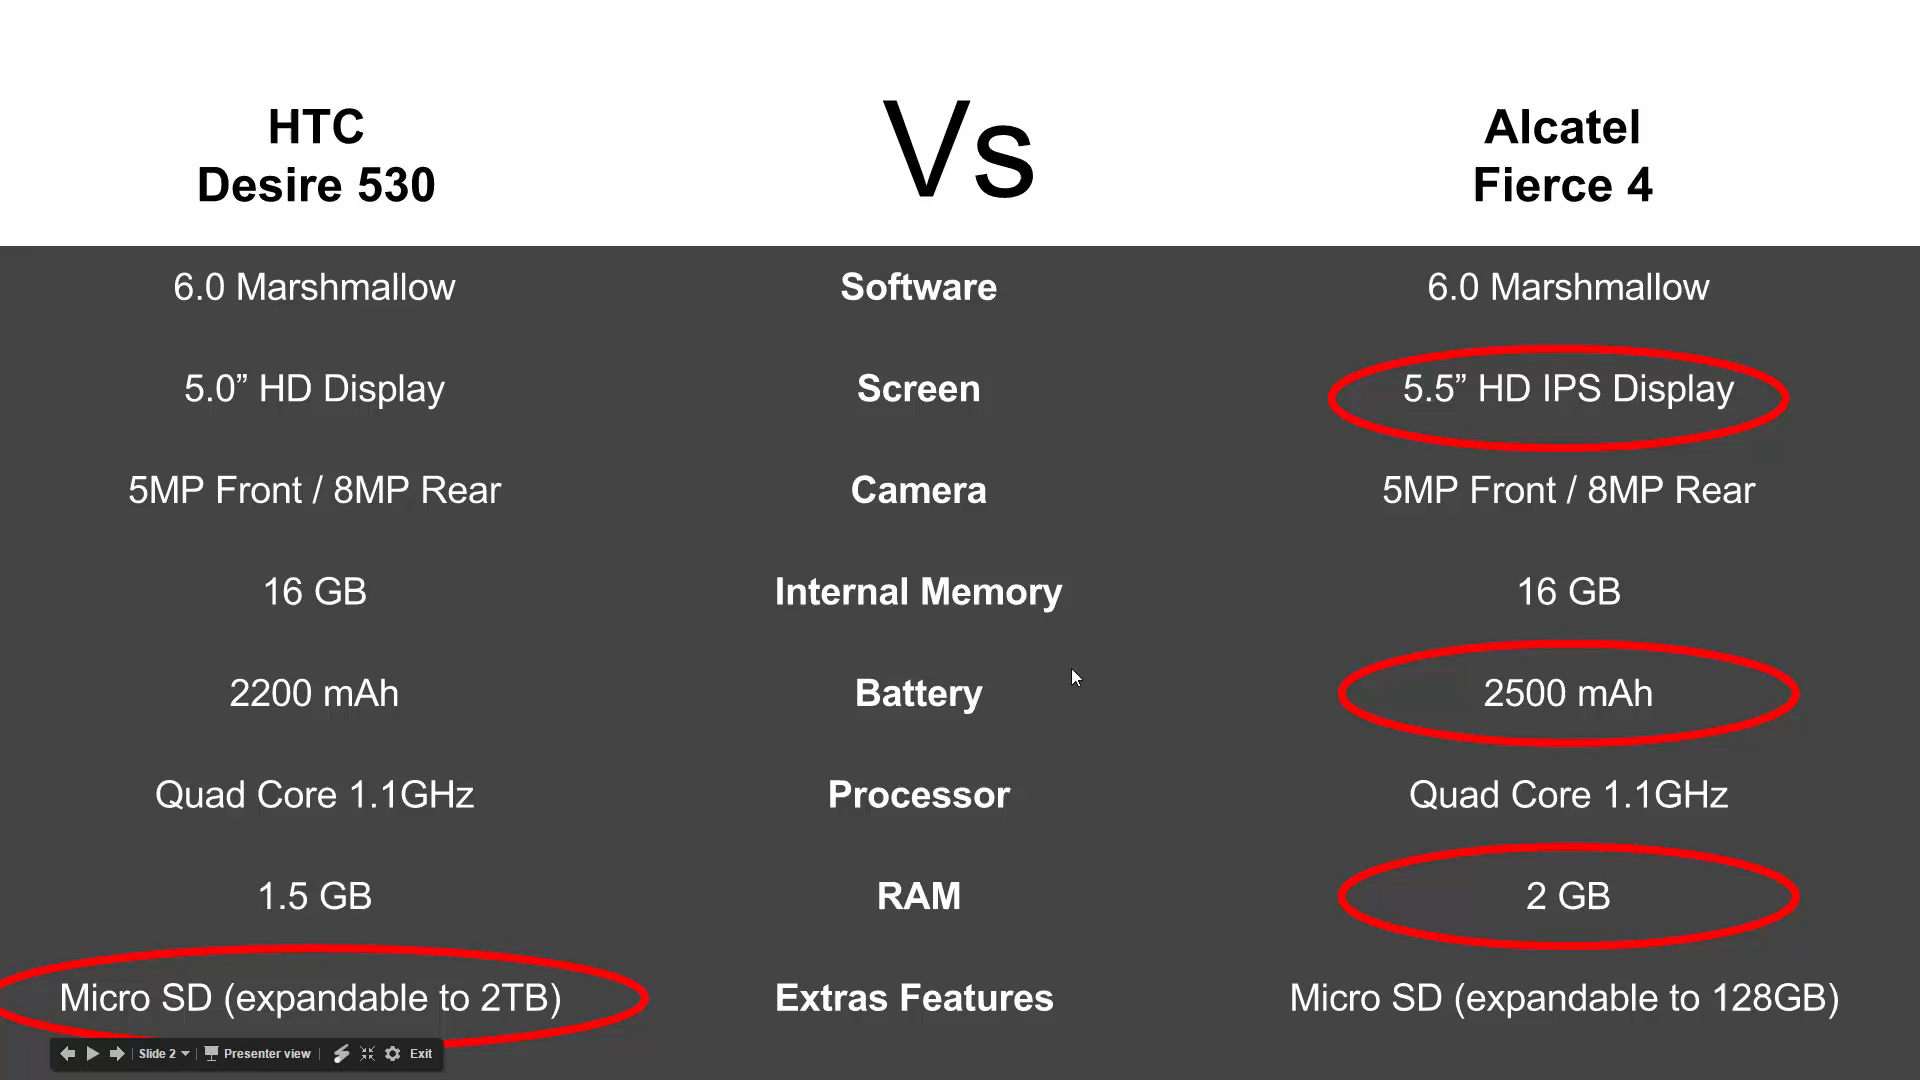 HTC
Desire 530
Vs
Alcatel
Fierce 4
6.0 Marshmallow Software 6.0 Marshmallow
5.0” HD Display Screen 5.5” HD IPS Display
5MP Front / 8MP Rear Camera 5MP Front / 8MP Rear
16 GB Internal Memory 16 GB
2200 mAh Battery 2500 mAh
Quad Core 1.1GHz Processor Quad Core 1.1GHz
1.5 GB RAM 2 GB
Micro SD (expandable to 2TB) Extras Features Micro SD (expandable to 128GB)
Slide 2 Presenter view Exit